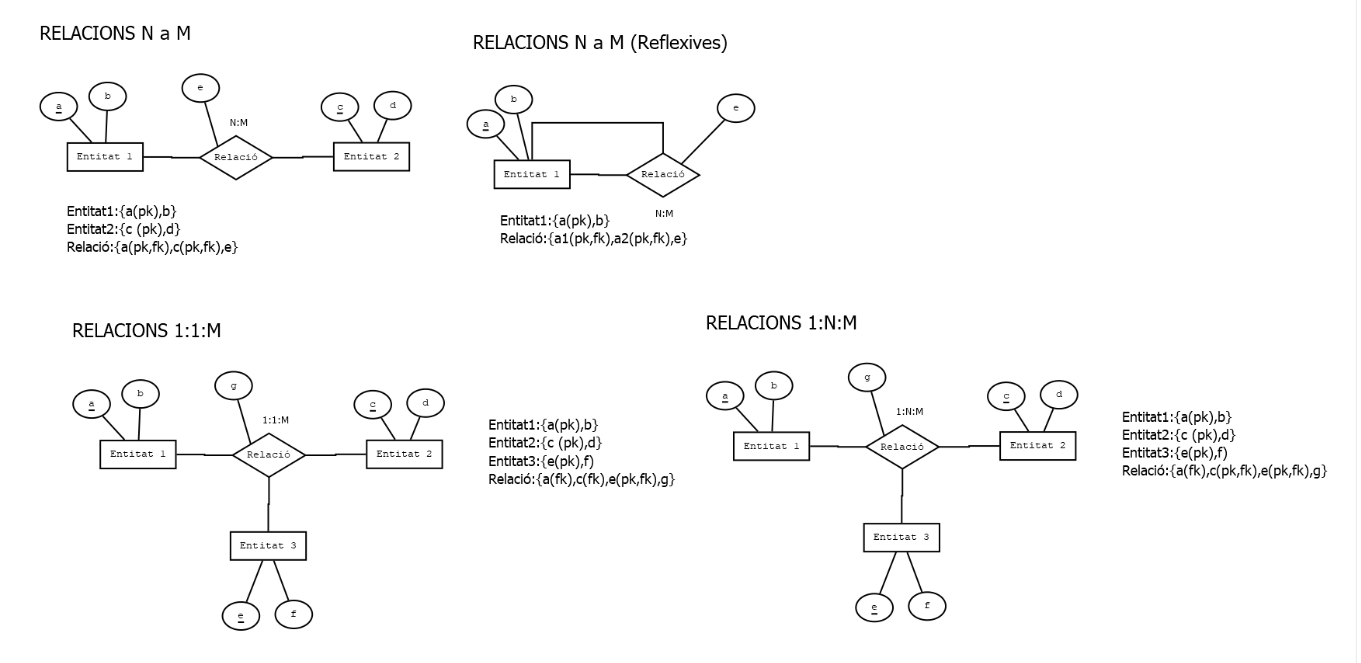 RELACIONS N a M
a
b
e
c
d
N:M
Entitat 1
Relació
Entitat 2
Entitat1:{a(pk),b}
Entitat2:{c (pk),d}
Relació:{a(pk,fk),c(pk,fk),e}
RELACIONS N a M (Reflexives)
b
a
e
Entitat 1
Relació
N:M
Entitat1:{a(pk),b}
Relació:{a1(pk,fk),a2(pk,fk),e}
RELACIONS 1:1:M
a
b
g
c
d
1:1:M
Entitat 1
Relació
Entitat 2
Entitat 3
e
f
Entitat1:{a(pk),b}
Entitat2:{c (pk),d}
Entitat3:{e(pk),f)
Relació:{a(fk),c(fk),e(pk,fk),g}
RELACIONS 1:N:M
a
b
g
c
d
1:N:M
Entitat 1
Relació
Entitat 2
Entitat 3
e
f
Entitat1:{a(pk),b}
Entitat2:{c (pk),d}
Entitat3:{e(pk),f)
Relació:{a(fk),c(pk,fk),e(pk,fk),g}